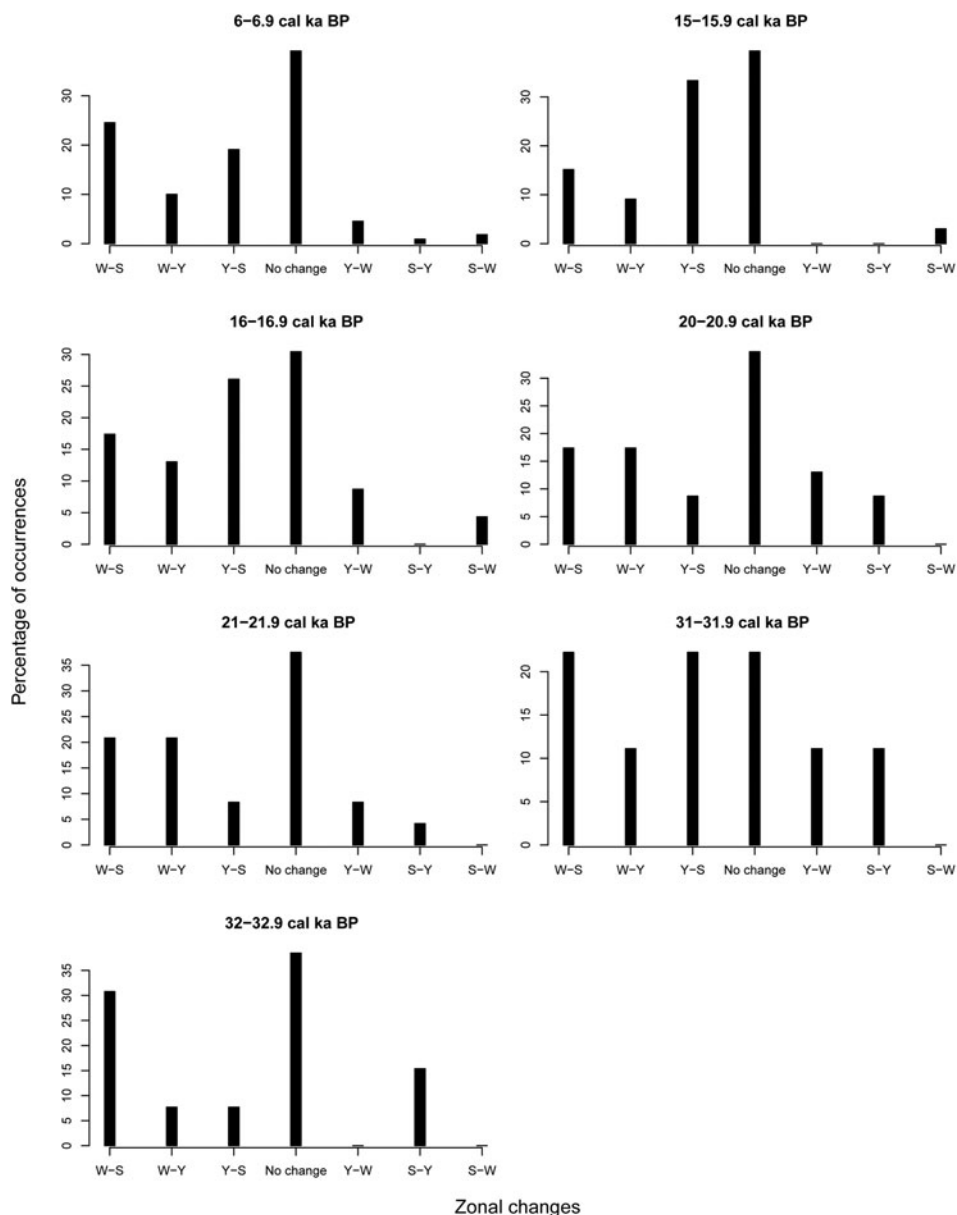 6−6.9 cal ka BP
30
20
10
0
W−S W−Y Y−S No change Y−W S−Y S−W
15−15.9 cal ka BP
30
20
10
0
W−S W−Y Y−S No change Y−W S−Y S−W
16−16.9 cal ka BP
30
25
20
15
10
5
0
W−S W−Y Y−S No change Y−W S−Y S−W
20−20.9 cal ka BP
30
25
20
15
10
5
0
W−S W−Y Y−S No change Y−W S−Y S−W
Percentage of occurrences
21−21.9 cal ka BP
35
30
25
20
15
10
5
0
W−S W−Y Y−S No change Y−W S−Y S−W
31−31.9 cal ka BP
20
15
10
5
0
W−S W−Y Y−S No change Y−W S−Y S−W
32−32.9 cal ka BP
35
30
25
20
15
10
5
0
W−S W−Y Y−S No change Y−W S−Y S−W
Zonal changes